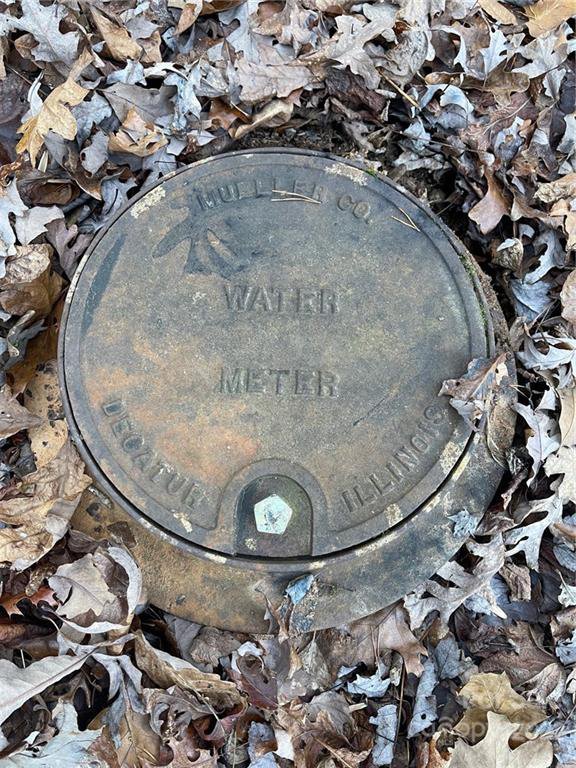 MUELLER CO.
WATER
METER
DECATUR ILLINOIS